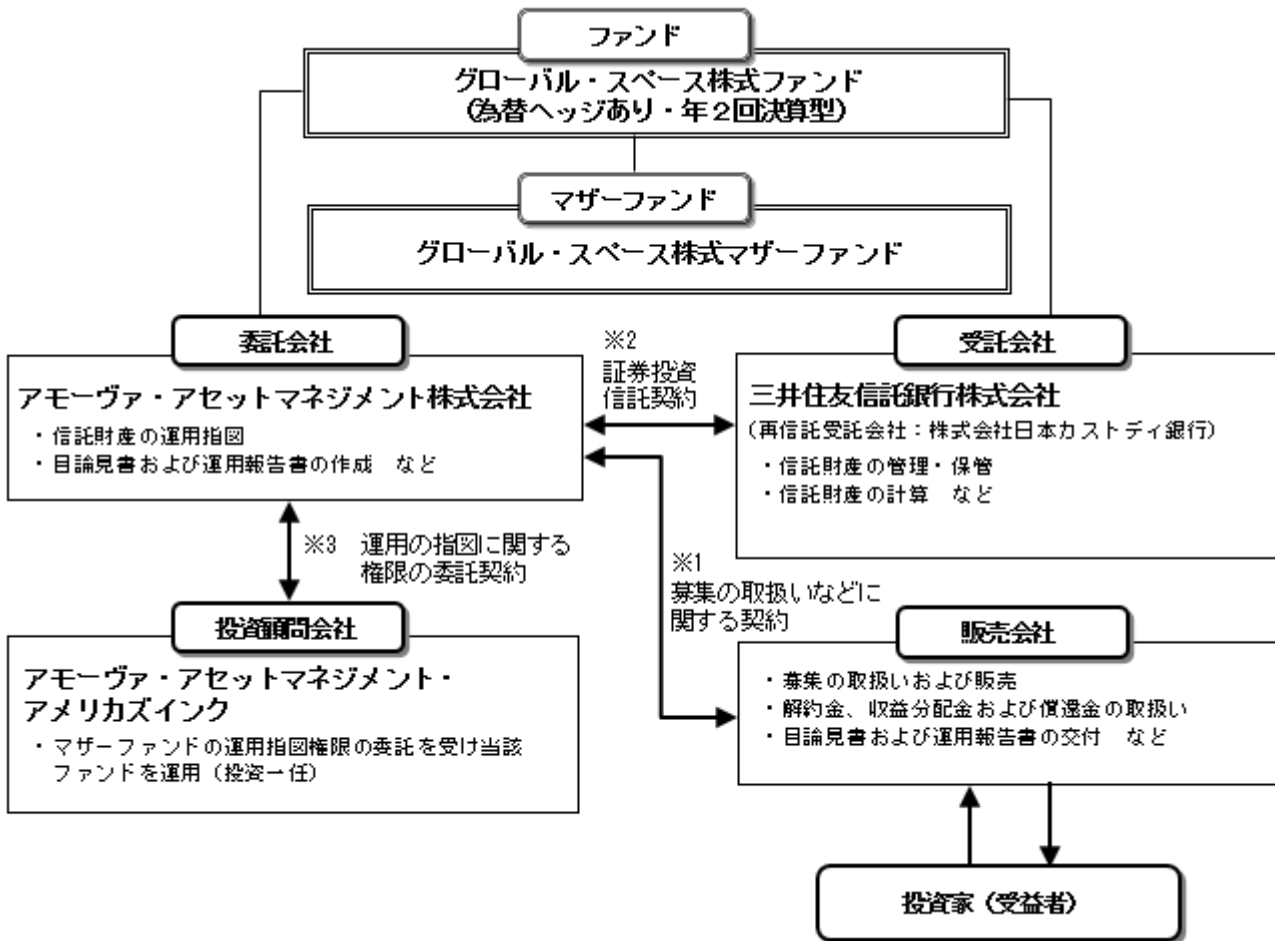 ファンド
グローバル・スペース株式ファンド
(為替ヘッジあり・年２回決算型)
マザーファンド
グローバル・スペース株式マザーファンド
委託会社
アモーヴァ・アセットマネジメント株式会社
・信託財産の運用指図
・目論見書および運用報告書の作成　など
※2
証券投資
信託契約
受託会社
三井住友信託銀行株式会社
(再信託受託会社：株式会社日本カストディ銀行)
・信託財産の管理・保管
・信託財産の計算　など
※3　運用の指図に関する
権限の委託契約
※1
募集の取扱いなどに
関する契約
投資顧問会社
アモーヴァ・アセットマネジメント・
アメリカズインク
・マザーファンドの運用指図権限の委託を受け当該
ファンドを運用（投資一任）
販売会社
・募集の取扱いおよび販売
・解約金、収益分配金および償還金の取扱い
・目論見書および運用報告書の交付　など
投資家（受益者）